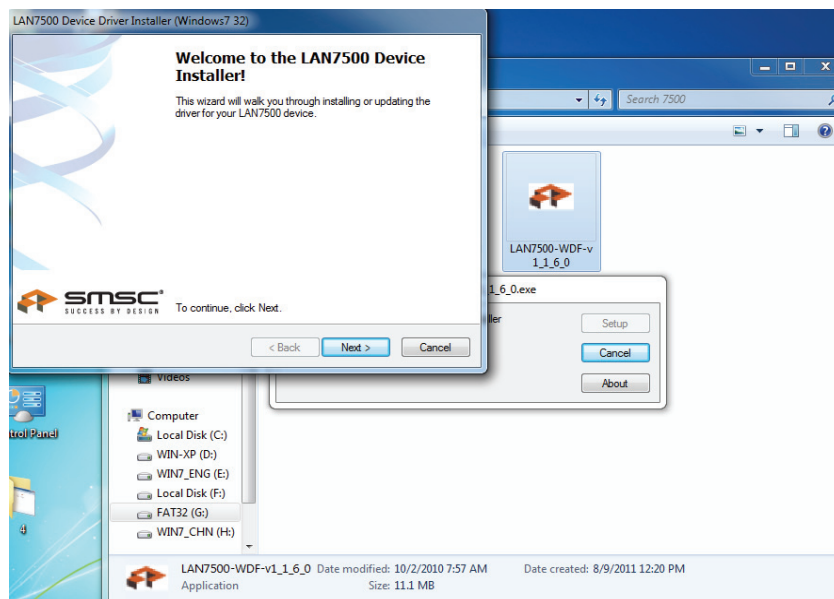 LAN7500 Device Driver Installer (Windows7 32)
Welcome to the LAN7500 Device
Installer!
This wizard will walk you through installing or updating the
driver for your LAN7500 device.
smsc®
SUCCESS BY DESIGN
To continue, click Next.
< Back
Next >
Cancel
Search 7500
LAN7500-WDF-v
1_1_6_0
1_6_0.exe
ller
Setup
Cancel
About
Videos
Computer
Local Disk (C:)
WIN-XP (D:)
WIN7_ENG (E:)
Local Disk (F:)
FAT32 (G:)
WIN7_CHN (H:)
trol Panel
4
LAN7500-WDF-v1_1_6_0 Date modified: 10/2/2010 7:57 AM Date created: 8/9/2011 12:20 PM
Application Size: 11.1 MB